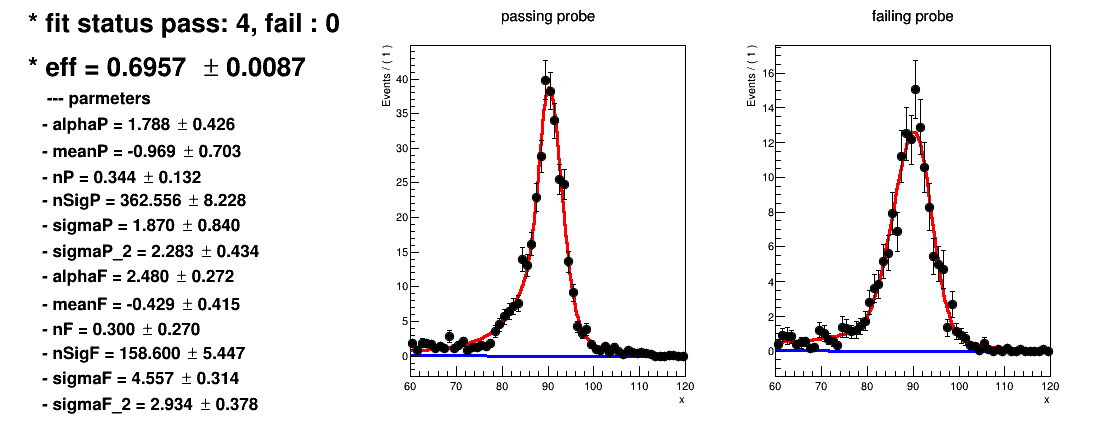 * fit status pass: 4, fail : 0
* eff = 0.6957 ± 0.0087
--- parmeters
- alphaP = 1.788 ± 0.426
- meanP = -0.969 ± 0.703
- nP = 0.344 ± 0.132
- nSigP = 362.556 ± 8.228
- sigmaP = 1.870 ± 0.840
- sigmaP_2 = 2.283 ± 0.434
- alphaF = 2.480 ± 0.272
- meanF = -0.429 ± 0.415
- nF = 0.300 ± 0.270
- nSigF = 158.600 ± 5.447
- sigmaF = 4.557 ± 0.314
- sigmaF_2 = 2.934 ± 0.378
passing probe
Events / ( 1 )
40
35
30
25
20
15
10
5
0
60 70 80 90 100 110 120
x
failing probe
Events / ( 1 )
16
14
12
10
8
6
4
2
0
60 70 80 90 100 110 120
x